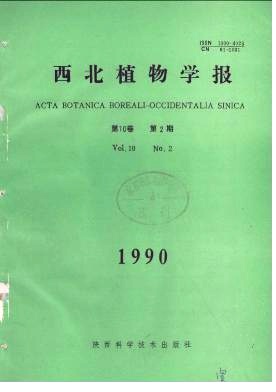 ISSN 1000-4025
CN 61-1091
西北植物学报
ACTA BOTANICA BOREALI-OCCIDENTALIA SINICA
第10卷 第2期
Vol.10 No.2
1990
陕西科学技术出版社